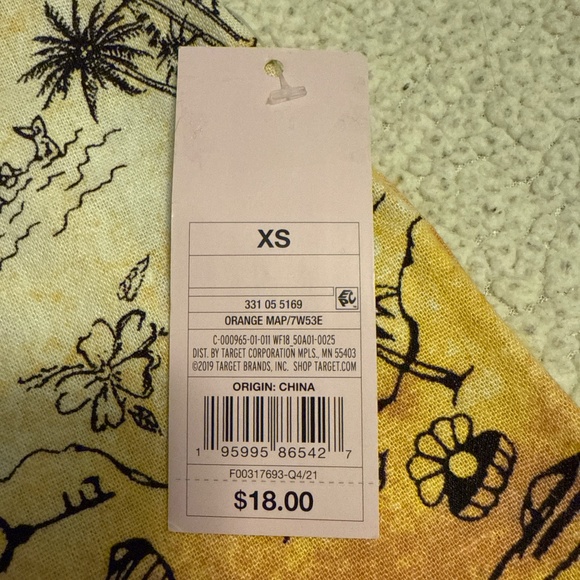 XS
331 05 5169
ORANGE MAP/7W53E
C-000965-01-011 WF18_50A01-0025
DIST. BY TARGET CORPORATION MPLS., MN 55403
©2019 TARGET BRANDS, INC. SHOP TARGET.COM
ORIGIN: CHINA
1 95995 86542 7
F00317693-Q4/21
$18.00